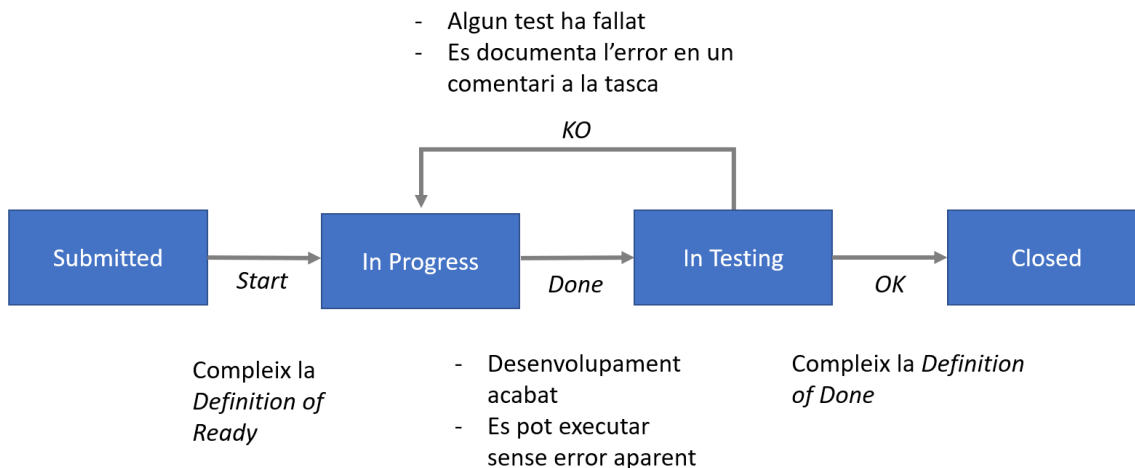 - Algun test ha fallat
- Es documenta l'error en un
comentari a la tasca
KO
Submitted
Start
In Progress
Done
In Testing
OK
Closed
Compleix la
Definition of
Ready
- Desenvolupament
acabat
- Es pot executar
sense error aparent
Compleix la Definition
of Done